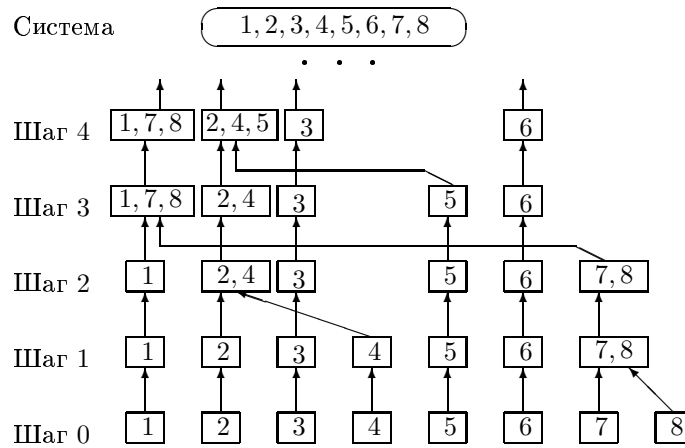 Система 1, 2, 3, 4, 5, 6, 7, 8
. . .
Шаг 4 1, 7, 8 2, 4, 5 3 6
Шаг 3 1, 7, 8 2, 4 3 5 6
Шаг 2 1 2, 4 3 5 6 7, 8
Шаг 1 1 2 3 4 5 6 7, 8
Шаг 0 1 2 3 4 5 6 7 8